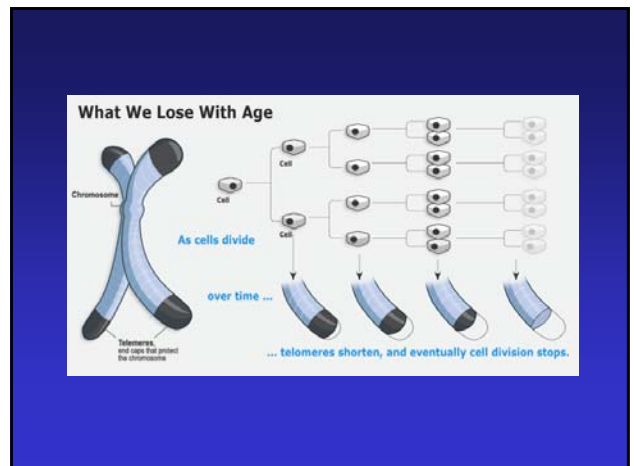 What We Lose With Age
Chromosome
Cell
Cell
Cell
As cells divide
over time ...
Telomeres,
end caps that protect
the chromosome
... telomeres shorten, and eventually cell division stops.